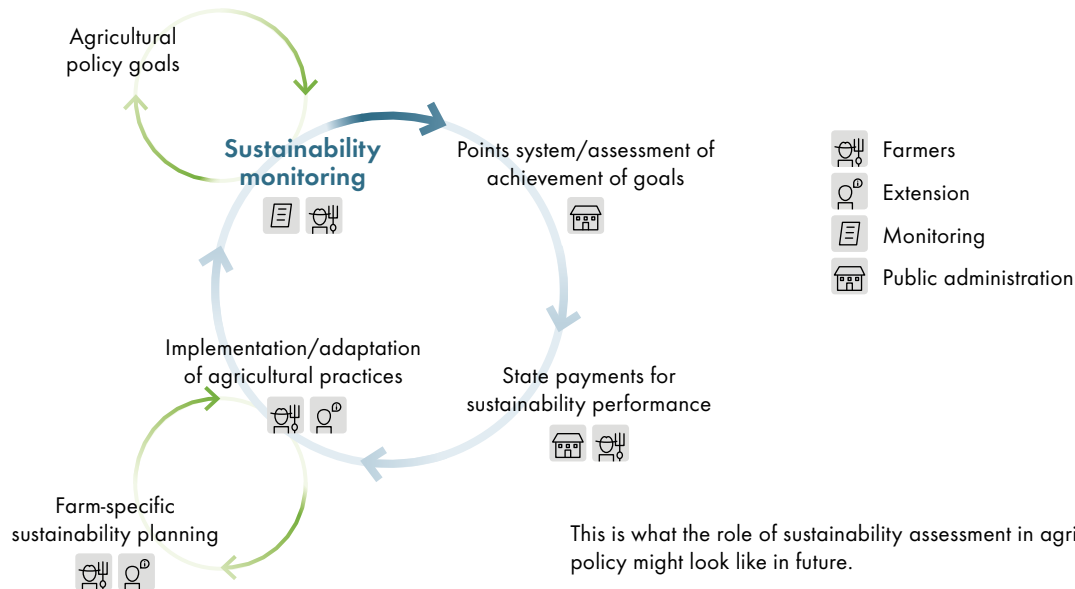 Agricultural
policy goals
Sustainability
monitoring
Points system/assessment of
achievement of goals
Farmers
Extension
Monitoring
Public administration
Implementation/adaptation
of agricultural practices
State payments for
sustainability performance
Farm-specific
sustainability planning
This is what the role of sustainability assessment in agri
policy might look like in future.